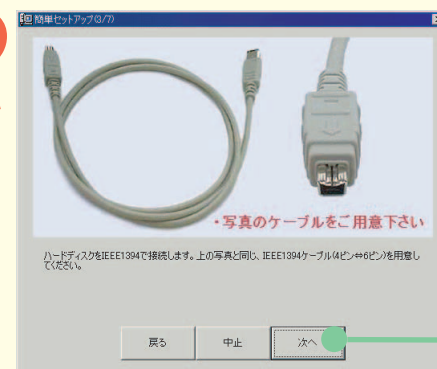 簡単セットアップ(3/7)
・写真のケーブルをご用意下さい
ハードディスクをIEEE1394で接続します。上の写真と同じ、IEEE1394ケーブル(4ピン⇔6ピン)を用意し
てください。
戻る
中止
次へ